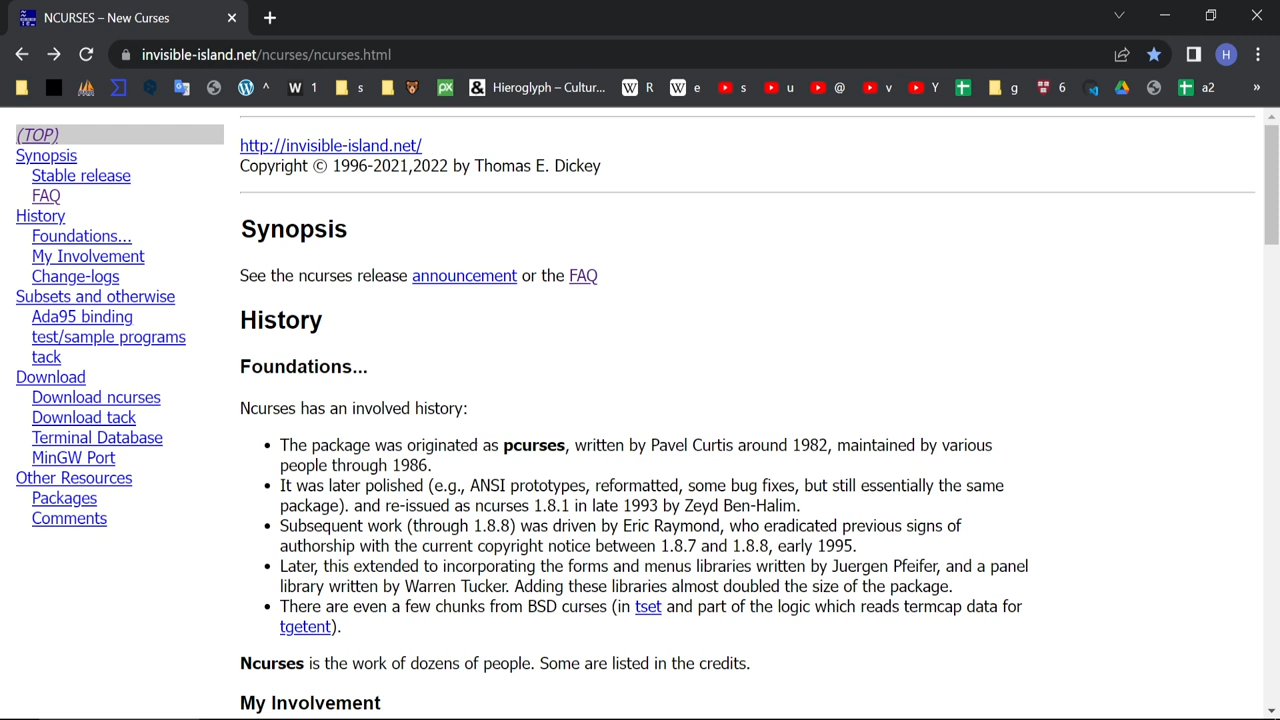 NCURSES – New Curses
invisible-island.net/ncurses/ncurses.html
H
^ W 1 s PX & Hieroglyph – Cultur... W R W e s u @ v Y g 6 a2 »
(TOP)
Synopsis
Stable release
FAQ
History
Foundations...
My Involvement
Change-logs
Subsets and otherwise
Ada95 binding
test/sample programs
tack
Download
Download ncurses
Download tack
Terminal Database
MinGW Port
Other Resources
Packages
Comments
http://invisible-island.net/
Copyright © 1996-2021,2022 by Thomas E. Dickey
Synopsis
See the ncurses release announcement or the FAQ
History
Foundations...
Ncurses has an involved history:
• The package was originated as pcurses, written by Pavel Curtis around 1982, maintained by various
people through 1986.
• It was later polished (e.g., ANSI prototypes, reformatted, some bug fixes, but still essentially the same
package). and re-issued as ncurses 1.8.1 in late 1993 by Zeyd Ben-Halim.
• Subsequent work (through 1.8.8) was driven by Eric Raymond, who eradicated previous signs of
authorship with the current copyright notice between 1.8.7 and 1.8.8, early 1995.
• Later, this extended to incorporating the forms and menus libraries written by Juergen Pfeifer, and a panel
library written by Warren Tucker. Adding these libraries almost doubled the size of the package.
• There are even a few chunks from BSD curses (in tset and part of the logic which reads termcap data for
tgetent).
Ncurses is the work of dozens of people. Some are listed in the credits.
My Involvement